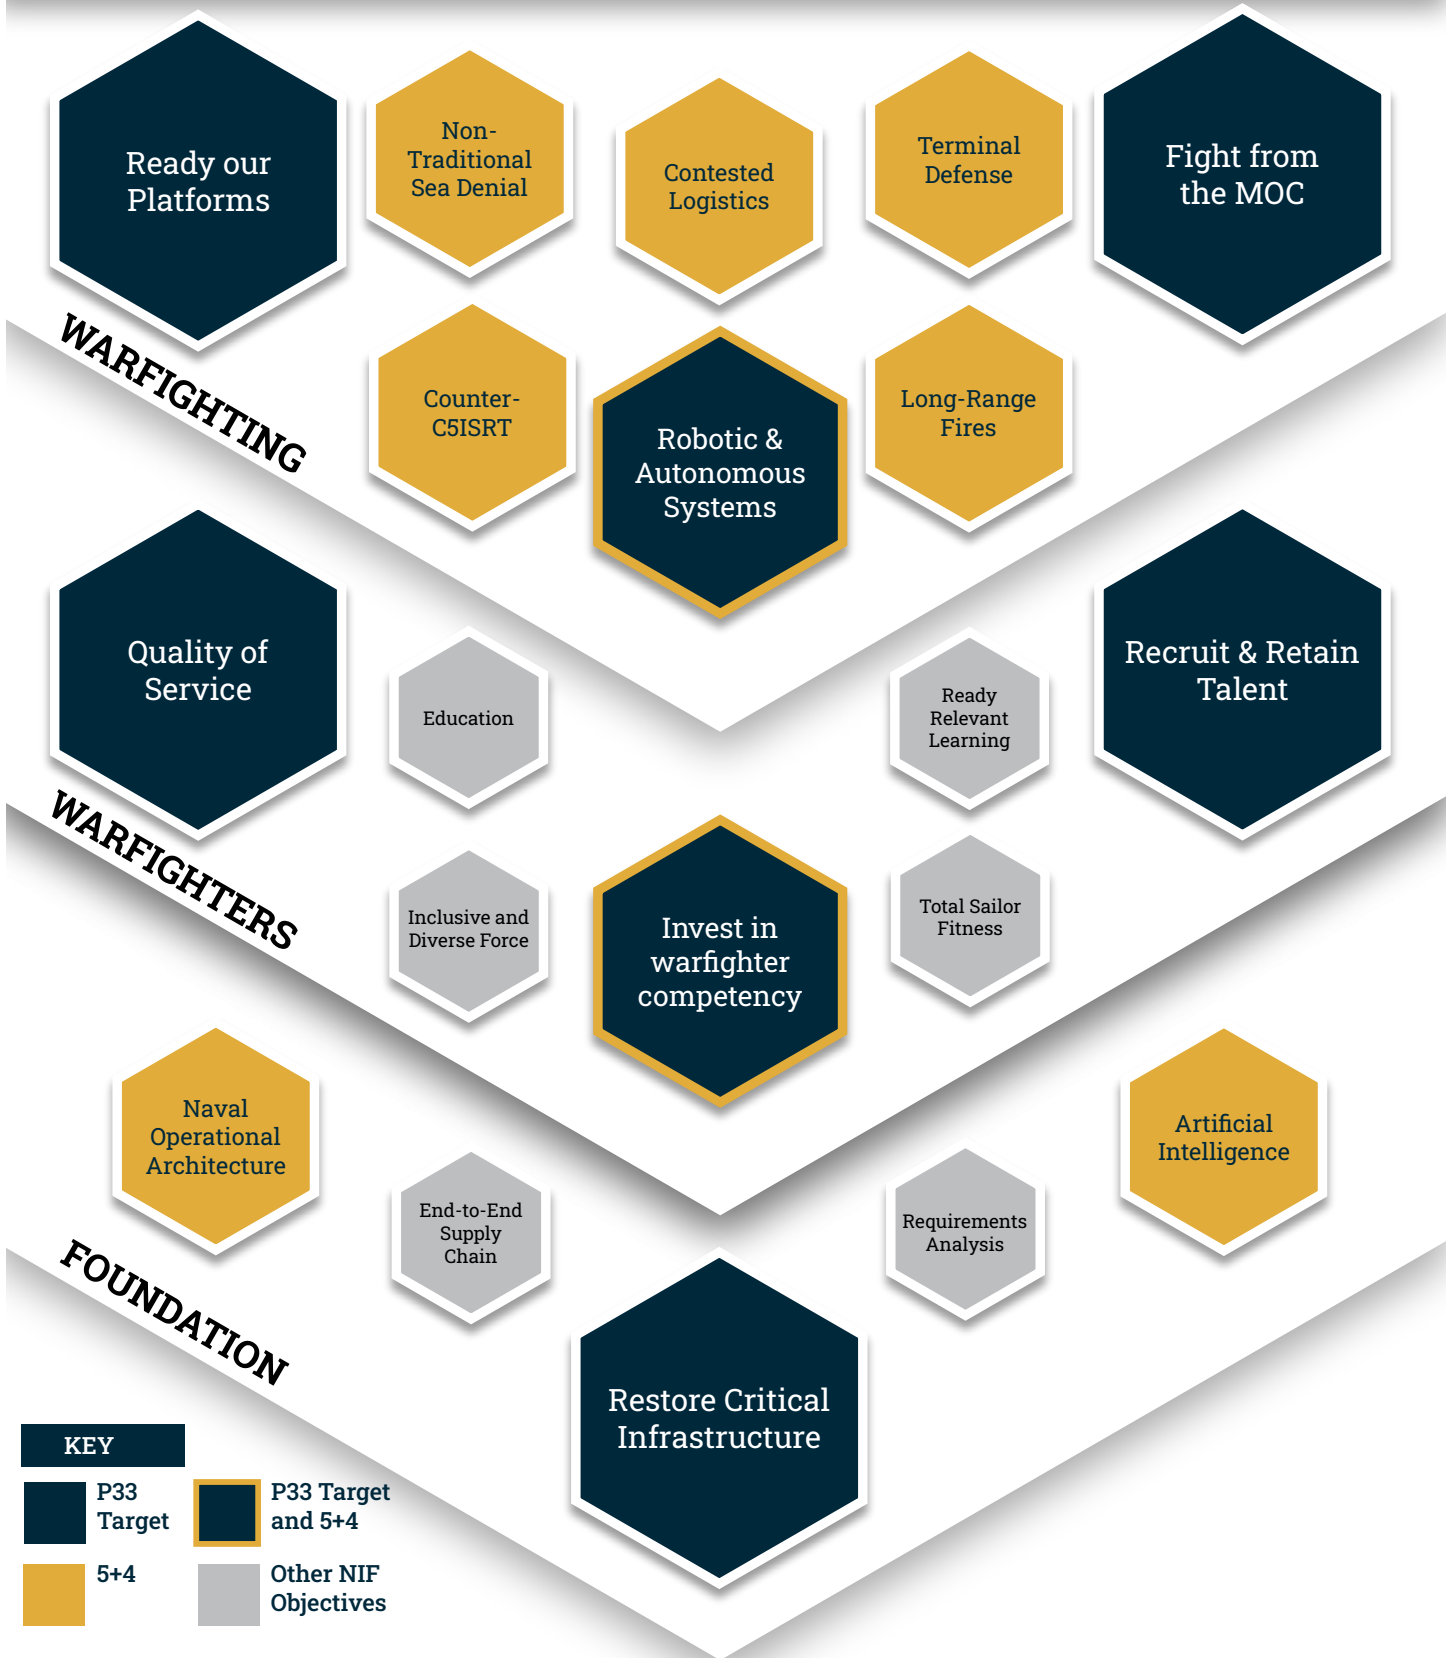 Ready our
Platforms
Non-
Traditional
Sea Denial
Contested
Logistics
Terminal
Defense
Fight from
the MOC
WARFIGHTING
Counter-
C5ISRT
Robotic &
Autonomous
Systems
Long-Range
Fires
Quality of
Service
Education
Ready
Relevant
Learning
Recruit & Retain
Talent
WARFIGHTERS
Inclusive and
Diverse Force
Invest in
warfighter
competency
Total Sailor
Fitness
Naval
Operational
Architecture
End-to-End
Supply
Chain
Requirements
Analysis
Artificial
Intelligence
FOUNDATION
Restore Critical
Infrastructure
KEY
P33
Target
P33 Target
and 5+4
5+4
Other NIF
Objectives